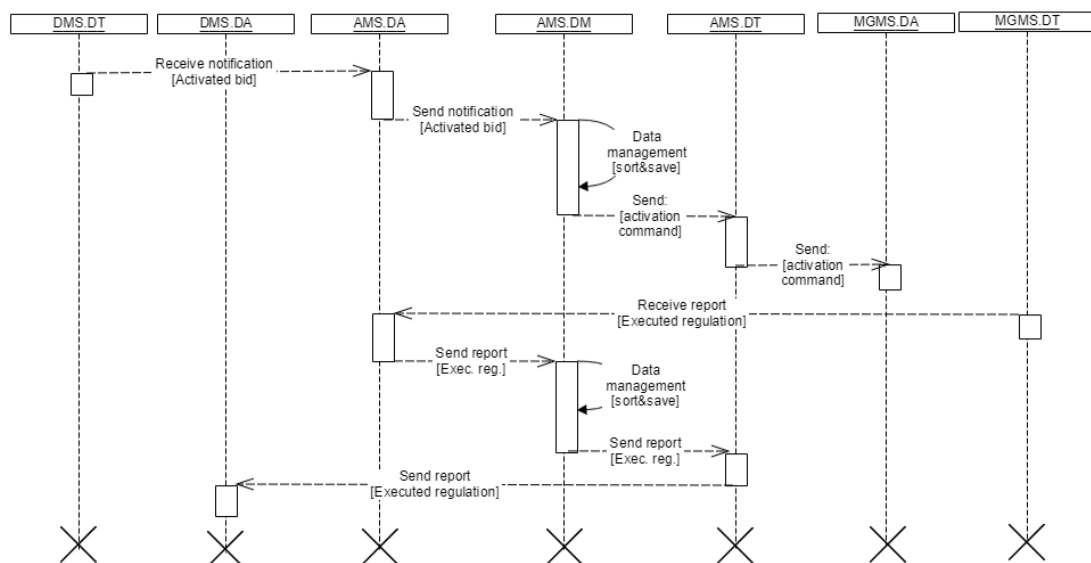 DMS.DT
DMS.DA
AMS.DA
AMS.DM
AMS.DT
MGMS.DA
MGMS.DT
Receive notification
[Activated bid]
Send notification
[Activated bid]
Data
management
[sort&save]
Send:
[activation
command]
Send:
[activation
command]
Receive report
[Executed regulation]
Send report
[Exec. reg.]
Data
management
[sort&save]
Send report
[Exec. reg.]
Send report
[Executed regulation]